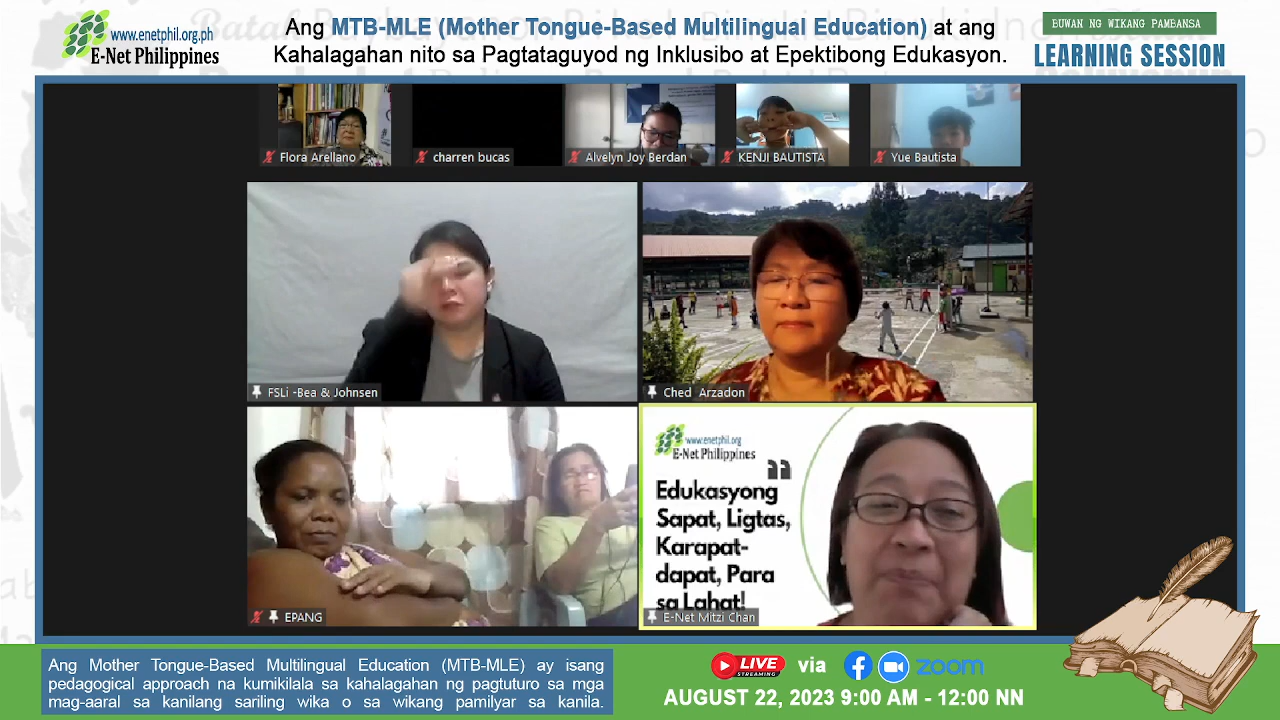 www.enetphil.org.ph
E-Net Philippines
Ang MTB-MLE (Mother Tongue-Based Multilingual Education) at ang
Kahalagahan nito sa Pagtataguyod ng Inklusibo at Epektibong Edukasyon.
BUWAN NG WIKANG PAMBANSA
LEARNING SESSION
Flora Arellano
charren bucas
Alvelyn Joy Berdan
KENJI BAUTISTA
Yue Bautista
FSLi -Bea & Johnsen
Ched Arzadon
www.enetphil.org
E-Net Philippines
Edukasyong
Sapat, Ligtas,
Karapat-
dapat, Para
sa Lahat!
EPANG
E-Net Mitzi Chan
Ang Mother Tongue-Based Multilingual Education (MTB-MLE) ay isang
pedagogical approach na kumikilala sa kahalagahan ng pagtuturo sa mga
mag-aaral sa kanilang sariling wika o sa wikang pamilyar sa kanila.
LIVE
STREAMING
via
zoom
AUGUST 22, 2023 9:00 AM - 12:00 NN